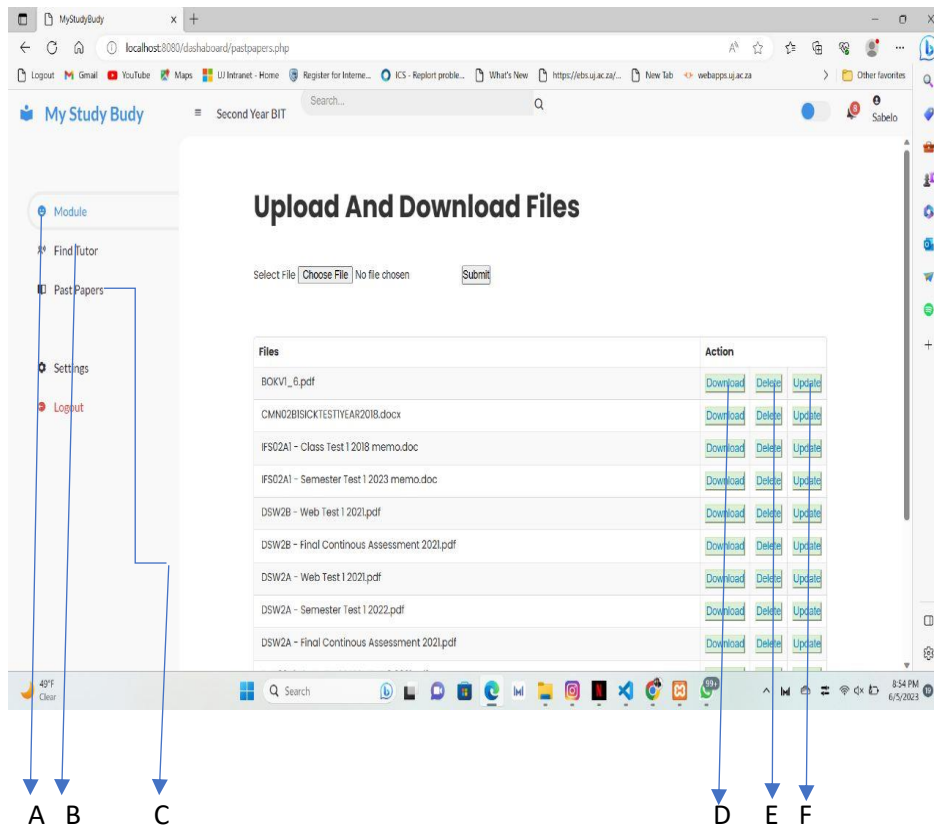 MyStudyBudy
localhost:8080/dashaboard/pastpapers.php
Logout Gmail YouTube Maps UJ Intranet - Home Register for Interne... ICS - Replort proble... What's New https://ebs.uj.ac.za/... New Tab webapps.uj.ac.za Other favorites
My Study Budy Second Year BIT Search... 8 Sabelo
Upload And Download Files
Module
Find Tutor
Past Papers
Settings
Logout
Select File Choose File No file chosen Submit
Files Action
BOKV1_6.pdf Download Delete Update
CMN02B1SICKTEST1YEAR2018.docx Download Delete Update
IFS02A1 - Class Test 1 2018 memo.doc Download Delete Update
IFS02A1 - Semester Test 1 2023 memo.doc Download Delete Update
DSW2B - Web Test 1 2021.pdf Download Delete Update
DSW2B - Final Continous Assessment 2021.pdf Download Delete Update
DSW2A - Web Test 1 2021.pdf Download Delete Update
DSW2A - Semester Test 1 2022.pdf Download Delete Update
DSW2A - Final Continous Assessment 2021.pdf Download Delete Update
49°F
Clear
Search
99+
8:54 PM
6/5/2023
A B C D E F